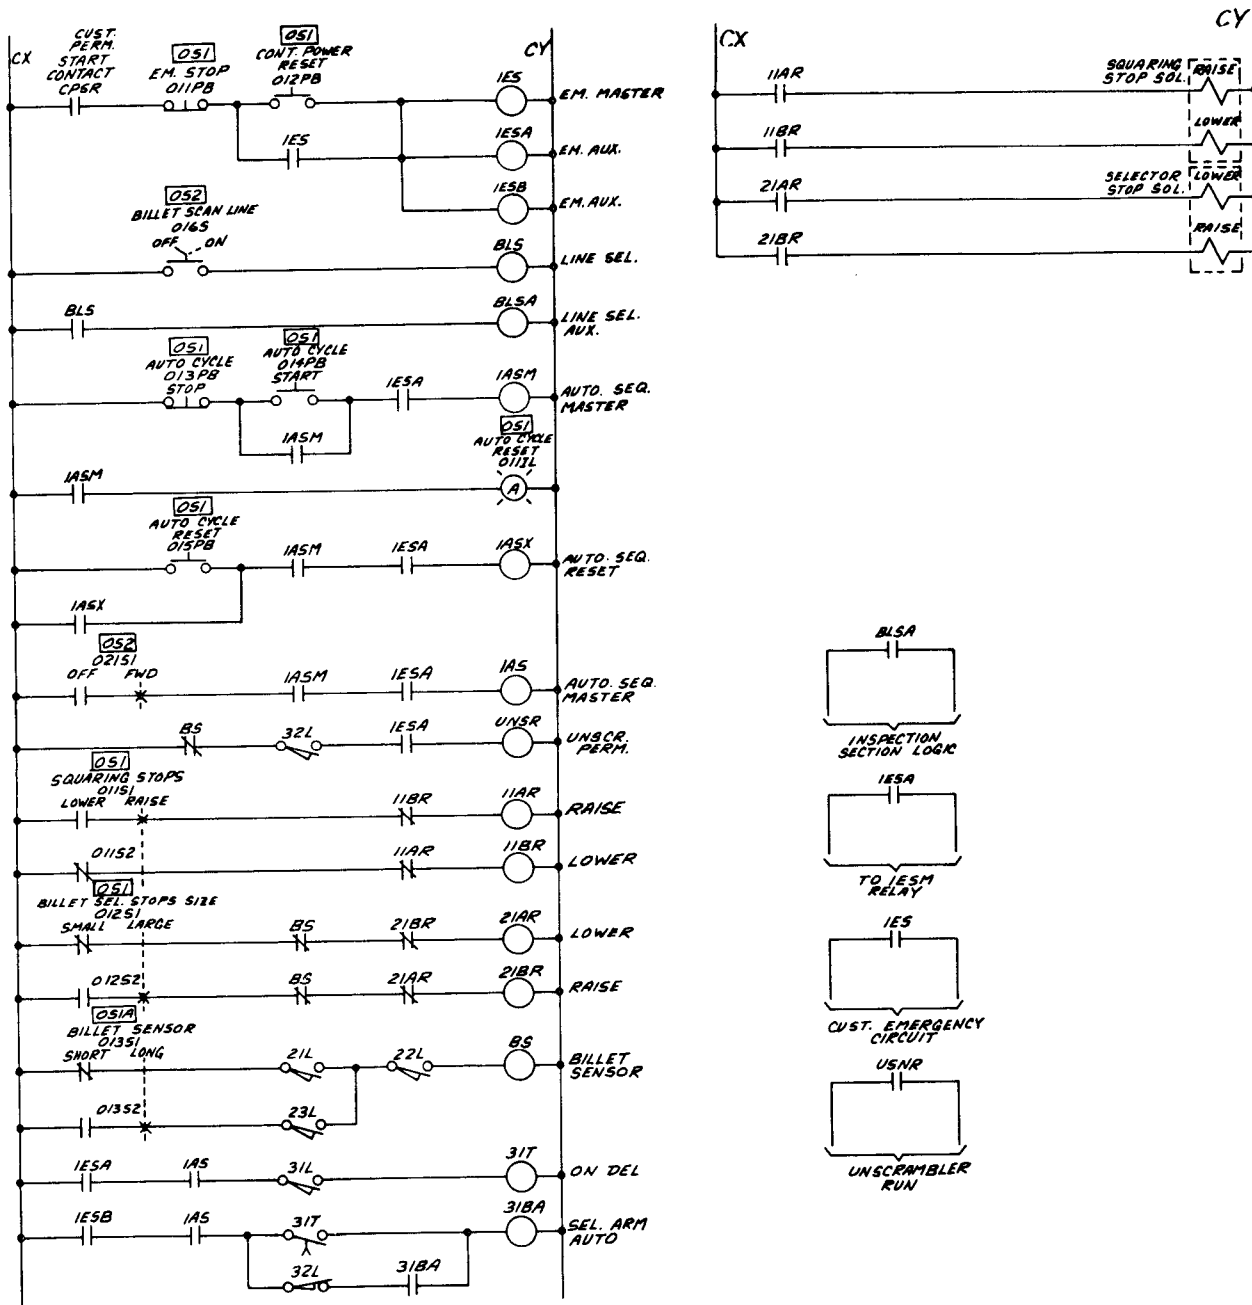 CX
CUST.
PERM.
START
CONTACT
CPSR
OS1
EM. STOP
011PB
OS1
CONT. POWER
RESET
012PB
CY
1ES
EM. MASTER
1ES
1ESA
EM. AUX.
1ESB
EM. AUX.
OS2
BILLET SCAN LINE
016S
OFF ON
BLS
LINE SEL.
BLS
BLSA
LINE SEL.
AUX.
OS1
AUTO CYCLE
013PB
STOP
OS1
AUTO CYCLE
014PB
START
1ESA
1ASM
AUTO. SEQ.
MASTER
1ASM
OS1
AUTO CYCLE
RESET
011IL
1ASM
A
OS1
AUTO CYCLE
RESET
015PB
1ASM
1ESA
1ASX
AUTO. SEQ.
RESET
1ASX
OS2
021S1
OFF FWD
1ASM
1ESA
1AS
AUTO. SEQ.
MASTER
BS
32L
1ESA
UNSR
UNSCR.
PERM.
OS1
SQUARING STOPS
011S1
LOWER RAISE
11BR
11AR
RAISE
011S2
11AR
11BR
LOWER
OS1
BILLET SEL. STOPS SIZE
012S1
SMALL LARGE
BS
21BR
21AR
LOWER
012S2
BS
21AR
21BR
RAISE
OS1A
BILLET SENSOR
013S1
SHORT LONG
21L
22L
BS
BILLET
SENSOR
013S2
23L
1ESA
1AS
31L
31T
ON DEL
1ESB
1AS
31T
31BA
SEL. ARM
AUTO
32L
31BA
CX
CY
11AR
SQUARING
STOP SOL.
RAISE
11BR
LOWER
21AR
SELECTOR
STOP SOL.
LOWER
21BR
RAISE
BLSA
INSPECTION
SECTION LOGIC
1ESA
TO 1ESM
RELAY
1ES
CUST. EMERGENCY
CIRCUIT
USNR
UNSCRAMBLER
RUN